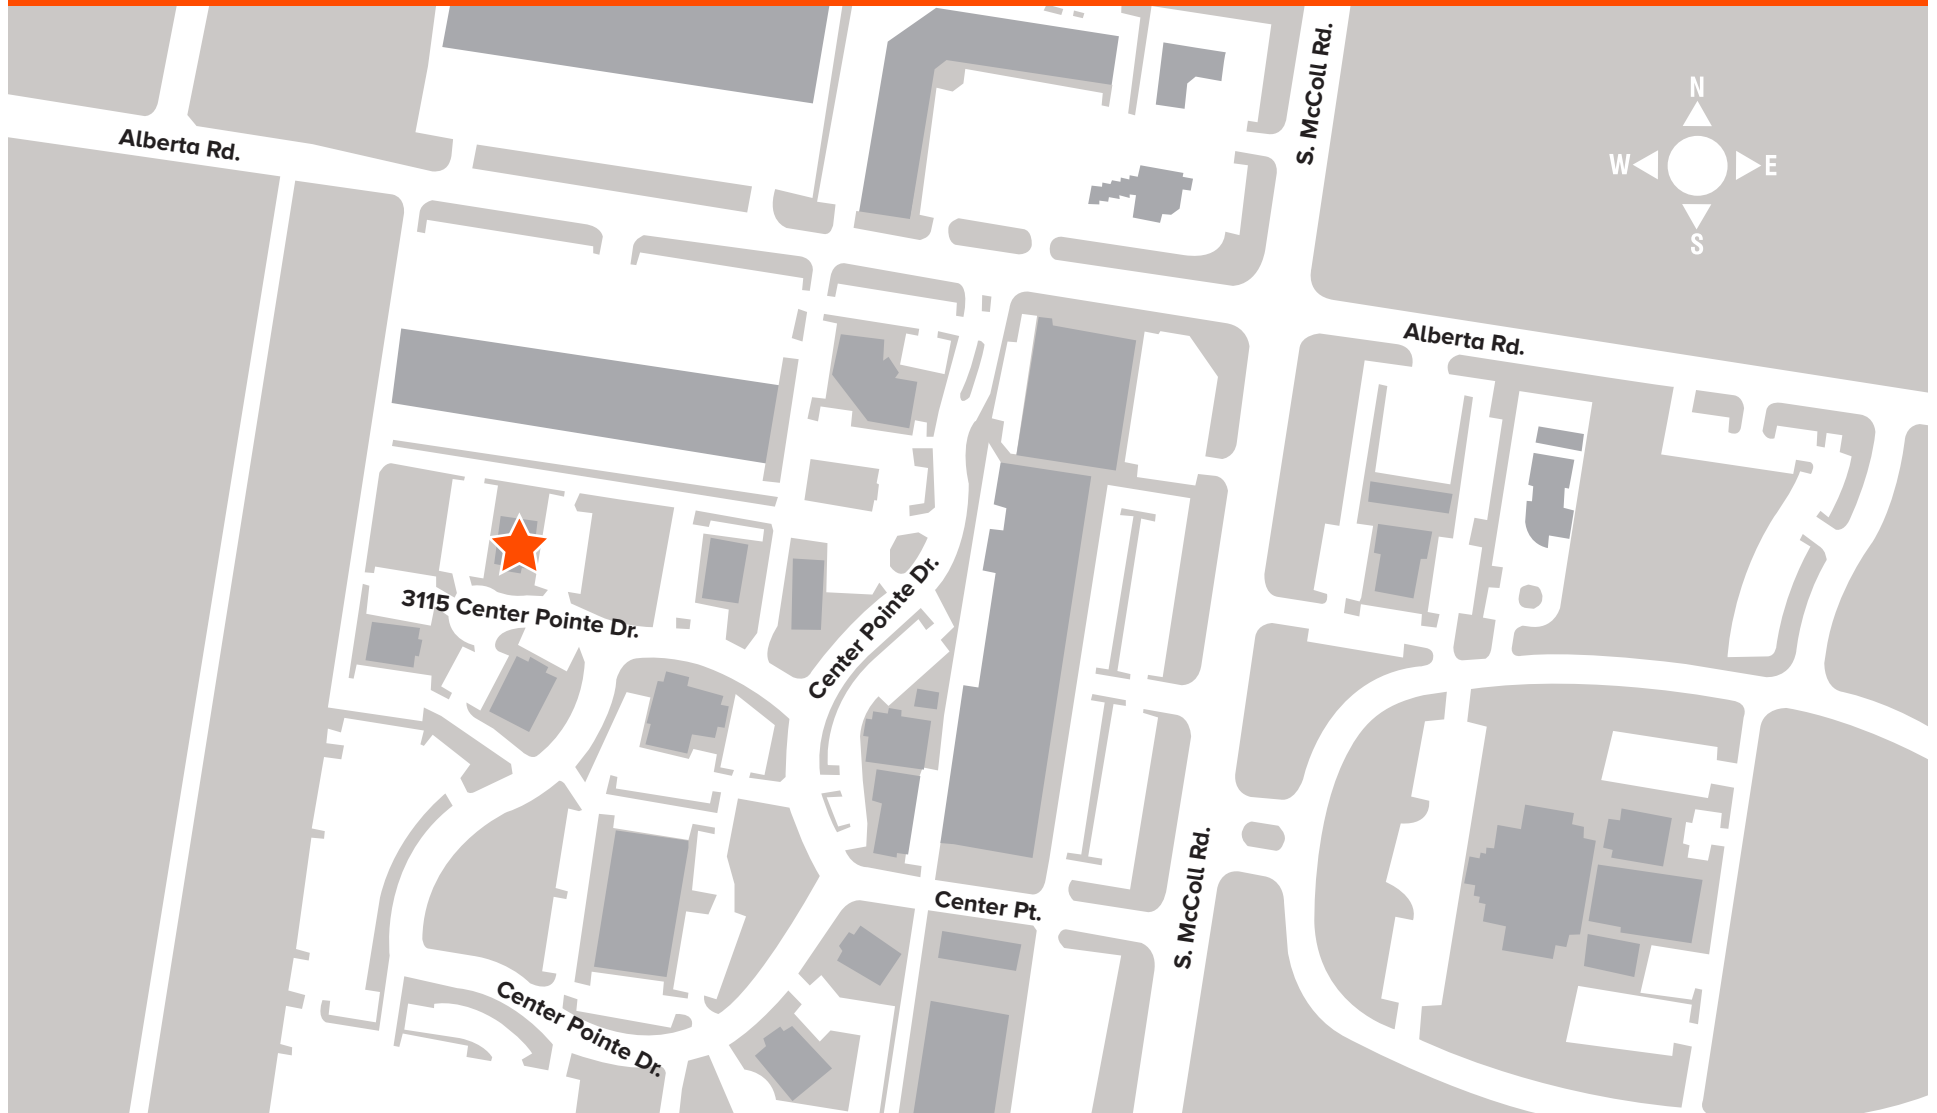 S. McColl Rd.
N
W E
S
Alberta Rd.
Alberta Rd.
3115 Center Pointe Dr.
Center Pointe Dr.
S. McColl Rd.
Center Pt.
Center Pointe Dr.